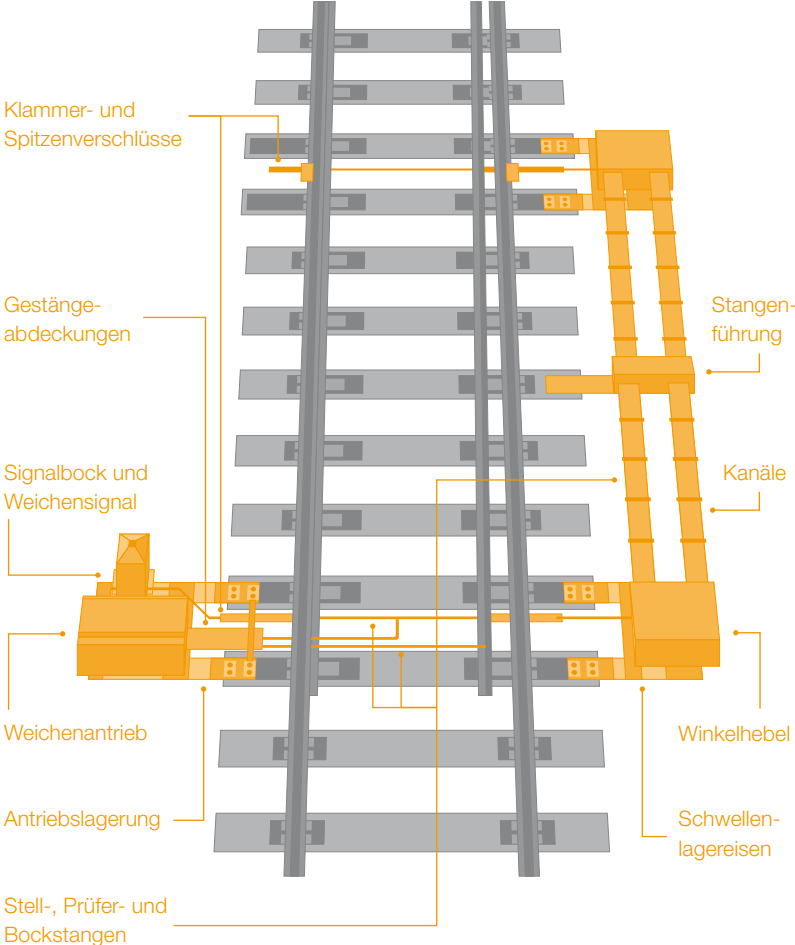 Klammer- und
Spitzenverschlüsse
Gestänge-
abdeckungen
Stangen-
führung
Signalbock und
Weichensignal
Kanäle
Weichenantrieb
Winkelhebel
Antriebslagerung
Schwellen-
lagereisen
Stell-, Prüfer- und
Bockstangen